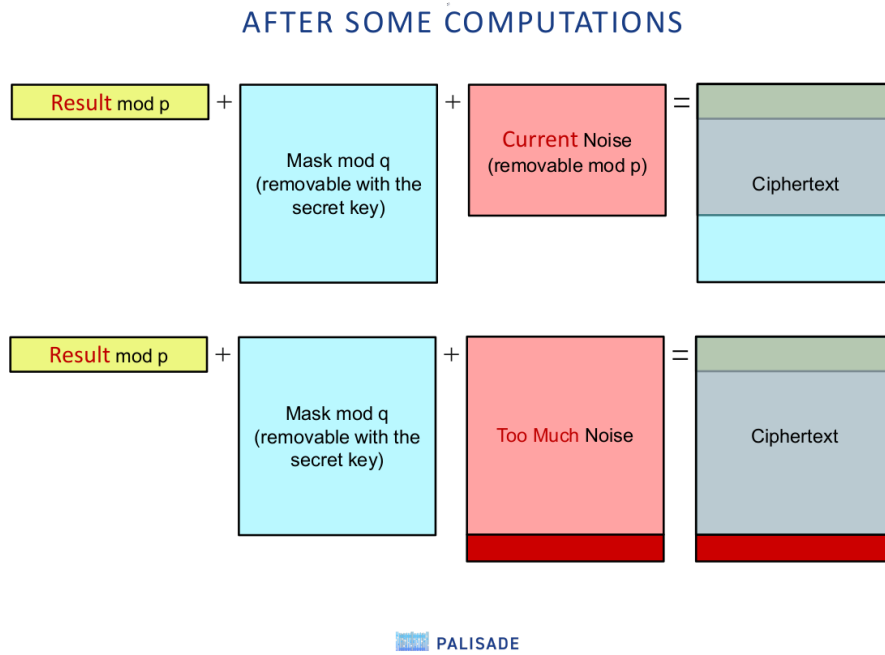 AFTER SOME COMPUTATIONS
Result mod p + Mask mod q
(removable with the
secret key) + Current Noise
(removable mod p) = Ciphertext
Result mod p + Mask mod q
(removable with the
secret key) + Too Much Noise = Ciphertext
PALISADE